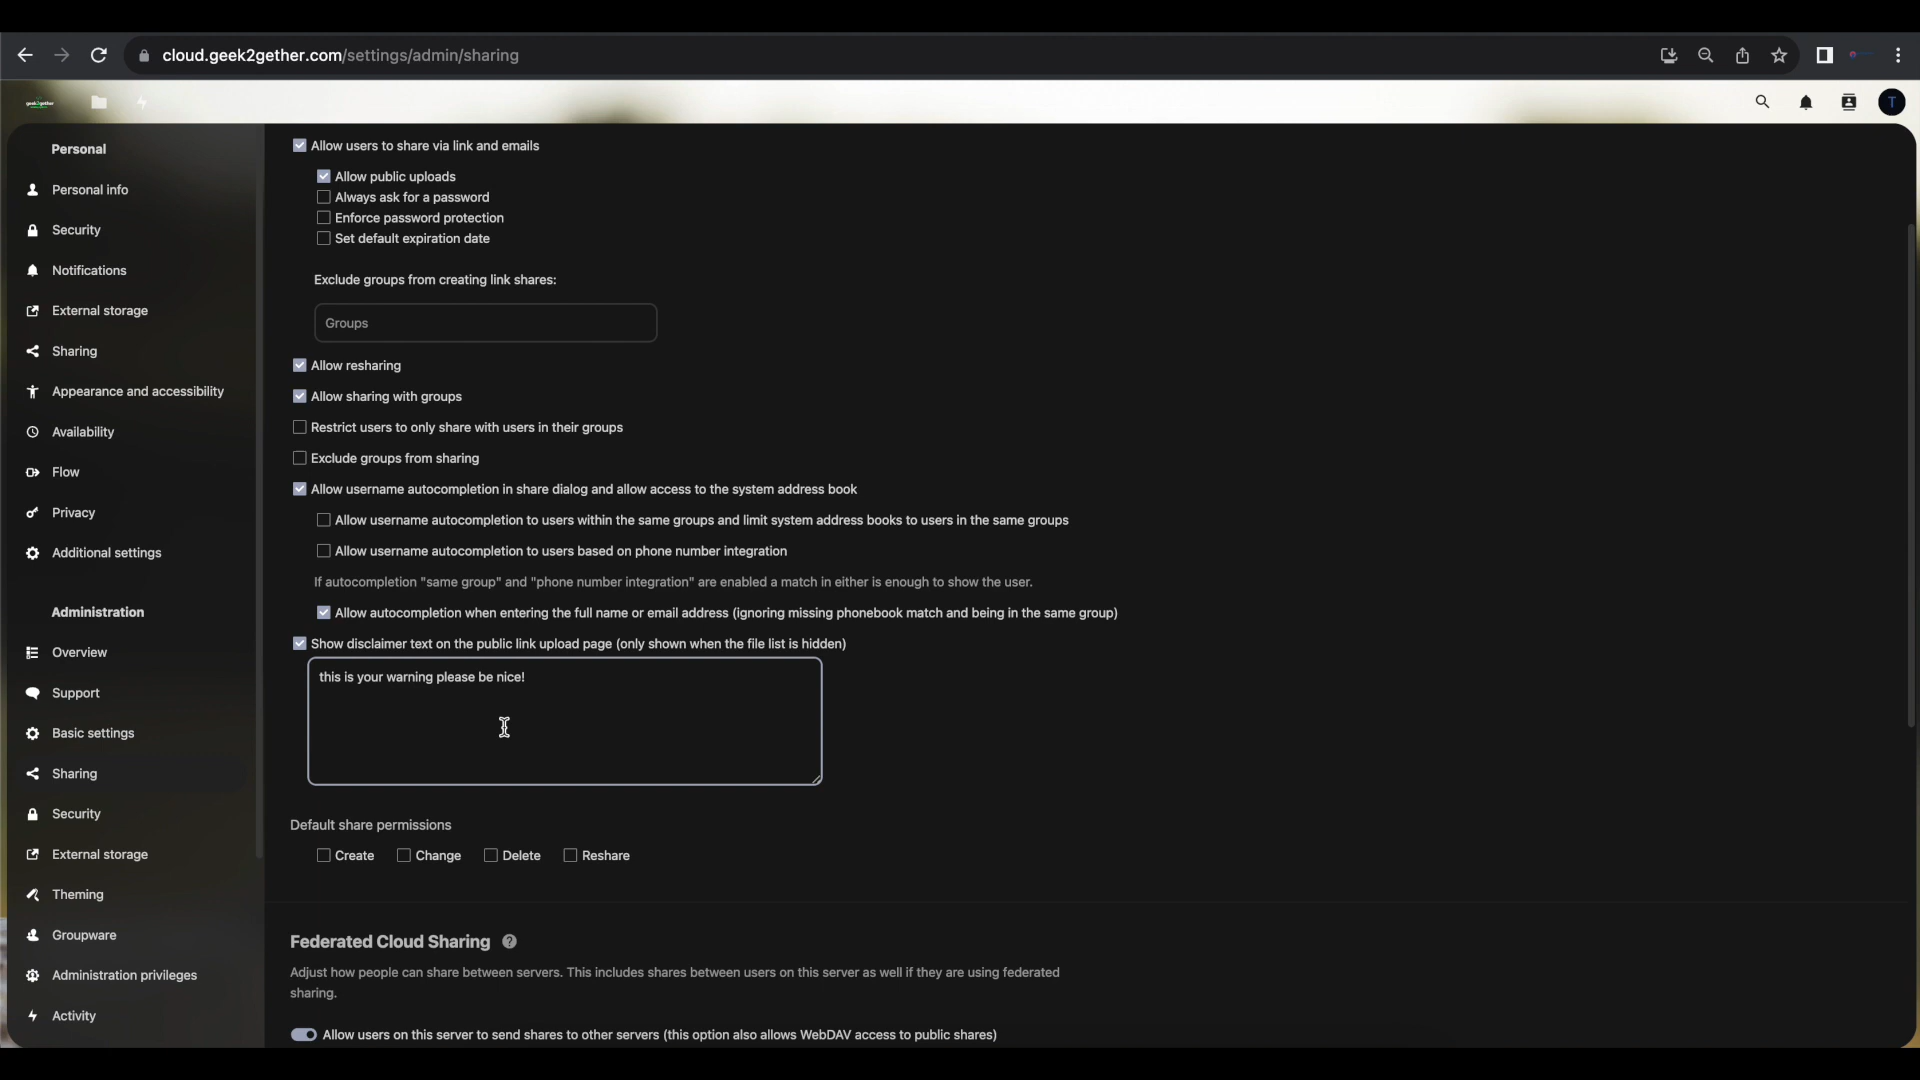 cloud.geek2gether.com/settings/admin/sharing
geek2gether
T
Personal
Personal info
Security
Notifications
External storage
Sharing
Appearance and accessibility
Availability
Flow
Privacy
Additional settings
Administration
Overview
Support
Basic settings
Sharing
Security
External storage
Theming
Groupware
Administration privileges
Activity
Allow users to share via link and emails
Allow public uploads
Always ask for a password
Enforce password protection
Set default expiration date
Exclude groups from creating link shares:
Groups
Allow resharing
Allow sharing with groups
Restrict users to only share with users in their groups
Exclude groups from sharing
Allow username autocompletion in share dialog and allow access to the system address book
Allow username autocompletion to users within the same groups and limit system address books to users in the same groups
Allow username autocompletion to users based on phone number integration
If autocompletion "same group" and "phone number integration" are enabled a match in either is enough to show the user.
Allow autocompletion when entering the full name or email address (ignoring missing phonebook match and being in the same group)
Show disclaimer text on the public link upload page (only shown when the file list is hidden)
this is your warning please be nice!
Default share permissions
Create Change Delete Reshare
Federated Cloud Sharing ?
Adjust how people can share between servers. This includes shares between users on this server as well if they are using federated
sharing.
Allow users on this server to send shares to other servers (this option also allows WebDAV access to public shares)